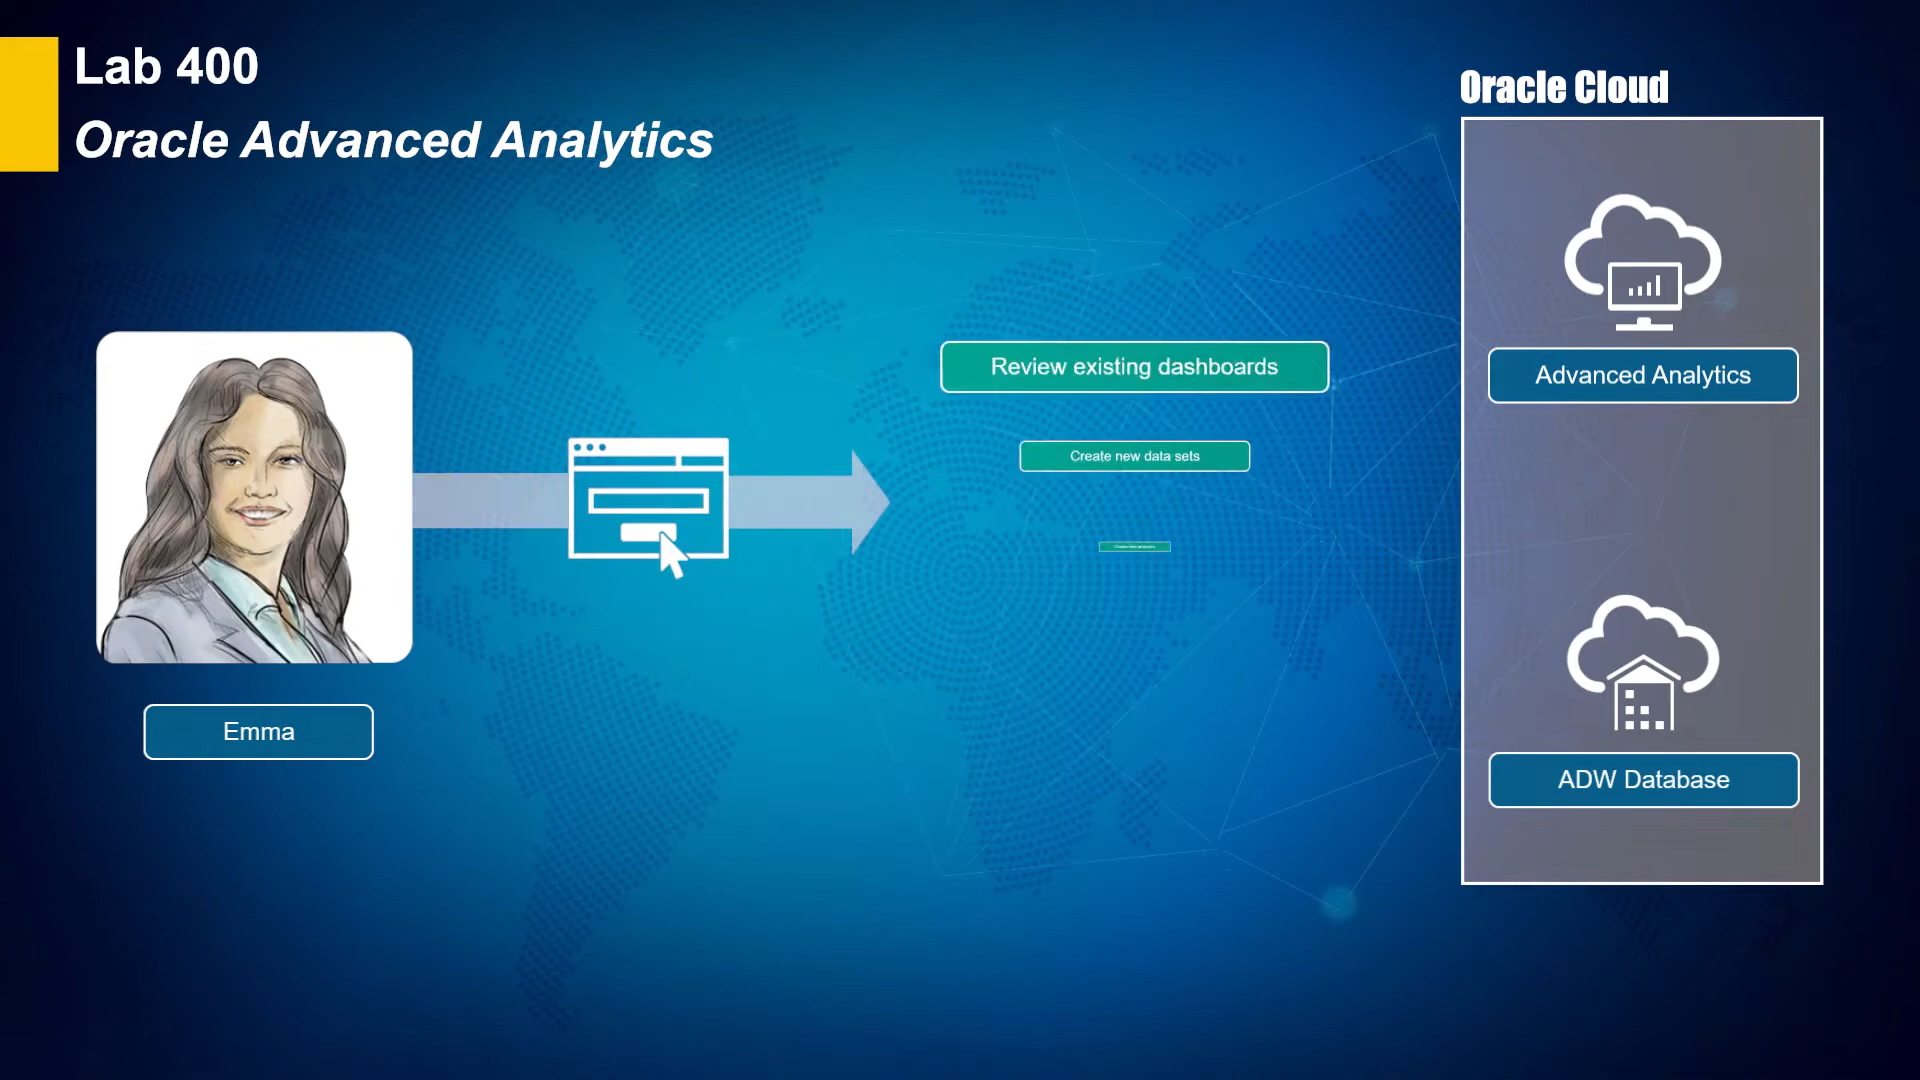 Lab 400
Oracle Advanced Analytics
Oracle Cloud
Review existing dashboards
Create new data sets
Advanced Analytics
ADW Database
Emma